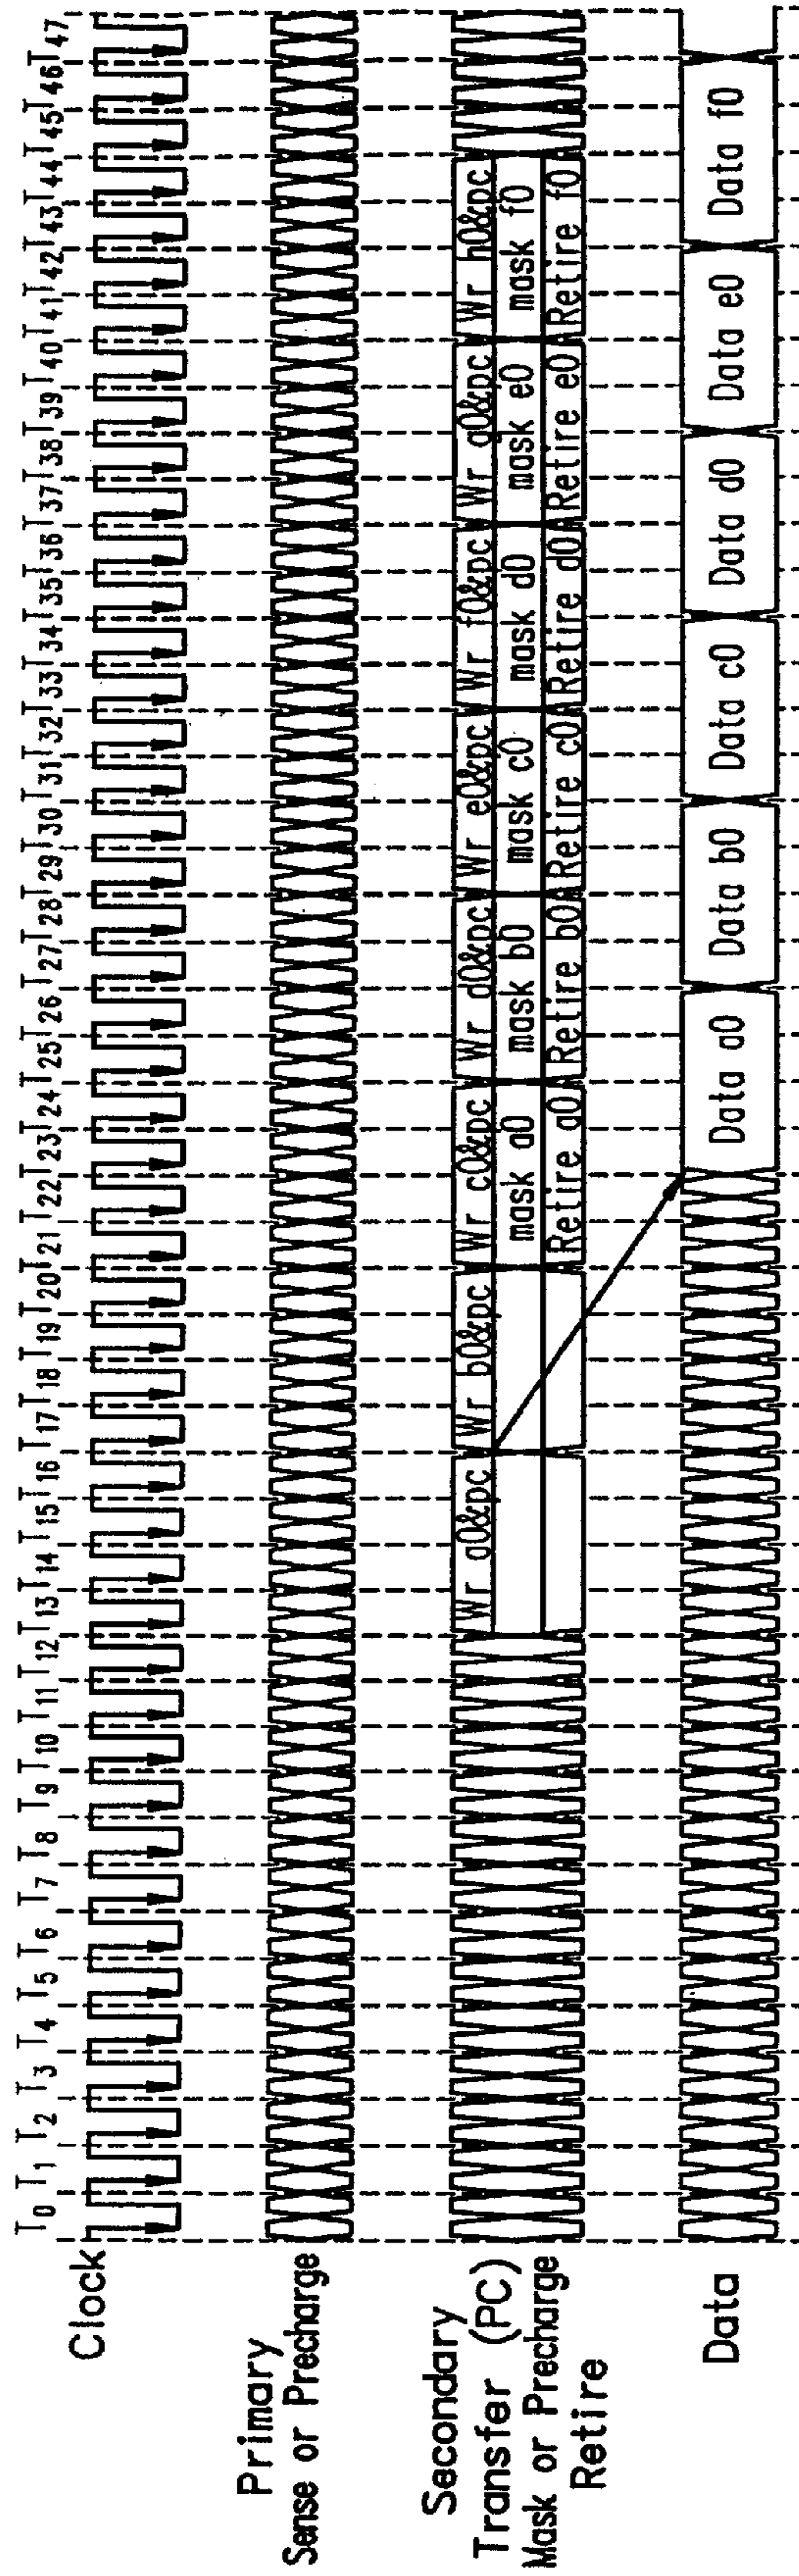 T0 T1 T2 T3 T4 T5 T6 T7 T8 T9 T10 T11 T12 T13 T14 T15 T16 T17 T18 T19 T20 T21 T22 T23 T24 T25 T26 T27 T28 T29 T30 T31 T32 T33 T34 T35 T36 T37 T38 T39 T40 T41 T42 T43 T44 T45 T46 T47
Clock
Primary
Sense or Precharge
Secondary
Transfer (PC)
Mask or Precharge
Retire
Wr a0&pc Wr b0&pc Wr c0&pc Wr d0&pc Wr e0&pc Wr f0&pc Wr g0&pc Wr h0&pc
mask a0 mask b0 mask c0 mask d0 mask e0 mask f0
Retire a0 Retire b0 Retire c0 Retire d0 Retire e0 Retire f0
Data
Data a0 Data b0 Data c0 Data d0 Data e0 Data f0